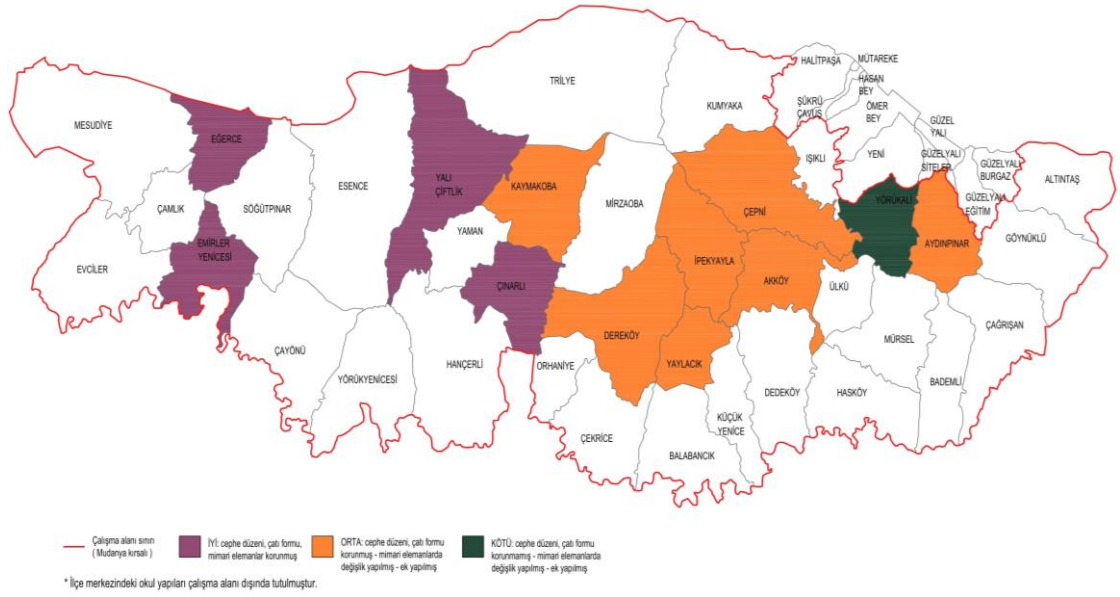 HALİTPAŞA
MÜTAREKE
TRİLYE
HASAN
BEY
KUMYAKA
ŞÜKRÜ
ÇAVUŞ
ÖMER
BEY
MESUDİYE
GÜZEL
YALI
EĞERCE
YENİ
GÜZELYALI
SİTELER
IŞIKLI
GÜZELYALI
BURGAZ
ALTINTAŞ
YALI
ÇİFTLİK
ESENCE
KAYMAKOBA
MİRZAOBA
YÖRÜKALİ
GÜZELYALI
EĞİTİM
ÇAMLIK
SÖĞÜTPINAR
ÇEPNİ
YAMAN
EMİRLER
YENİCESİ
AYDINPINAR
GÖYNÜKLÜ
EVCİLER
İPEKYAYLA
AKKÖY
ÜLKÜ
ÇINARLI
ÇAĞRIŞAN
DEREKÖY
MÜRSEL
ÇAYÖNÜ
HANÇERLİ
ORHANİYE
YAYLACIK
YÖRÜKYENİCESİ
BADEMLİ
DEDEKÖY
HASKÖY
KÜÇÜK
YENİCE
ÇEKRİCE
BALABANCIK
Çalışma alanı sınırı
( Mudanya kırsalı )
İYİ: cephe düzeni, çatı formu,
mimari elemanlar korunmuş
ORTA: cephe düzeni, çatı formu
korunmuş - mimari elemanlarda
değişlik yapılmış - ek yapılmış
KÖTÜ: cephe düzeni, çatı formu
korunmamış - mimari elemanlarda
değişlik yapılmış - ek yapılmış
* İlçe merkezindeki okul yapıları çalışma alanı dışında tutulmuştur.